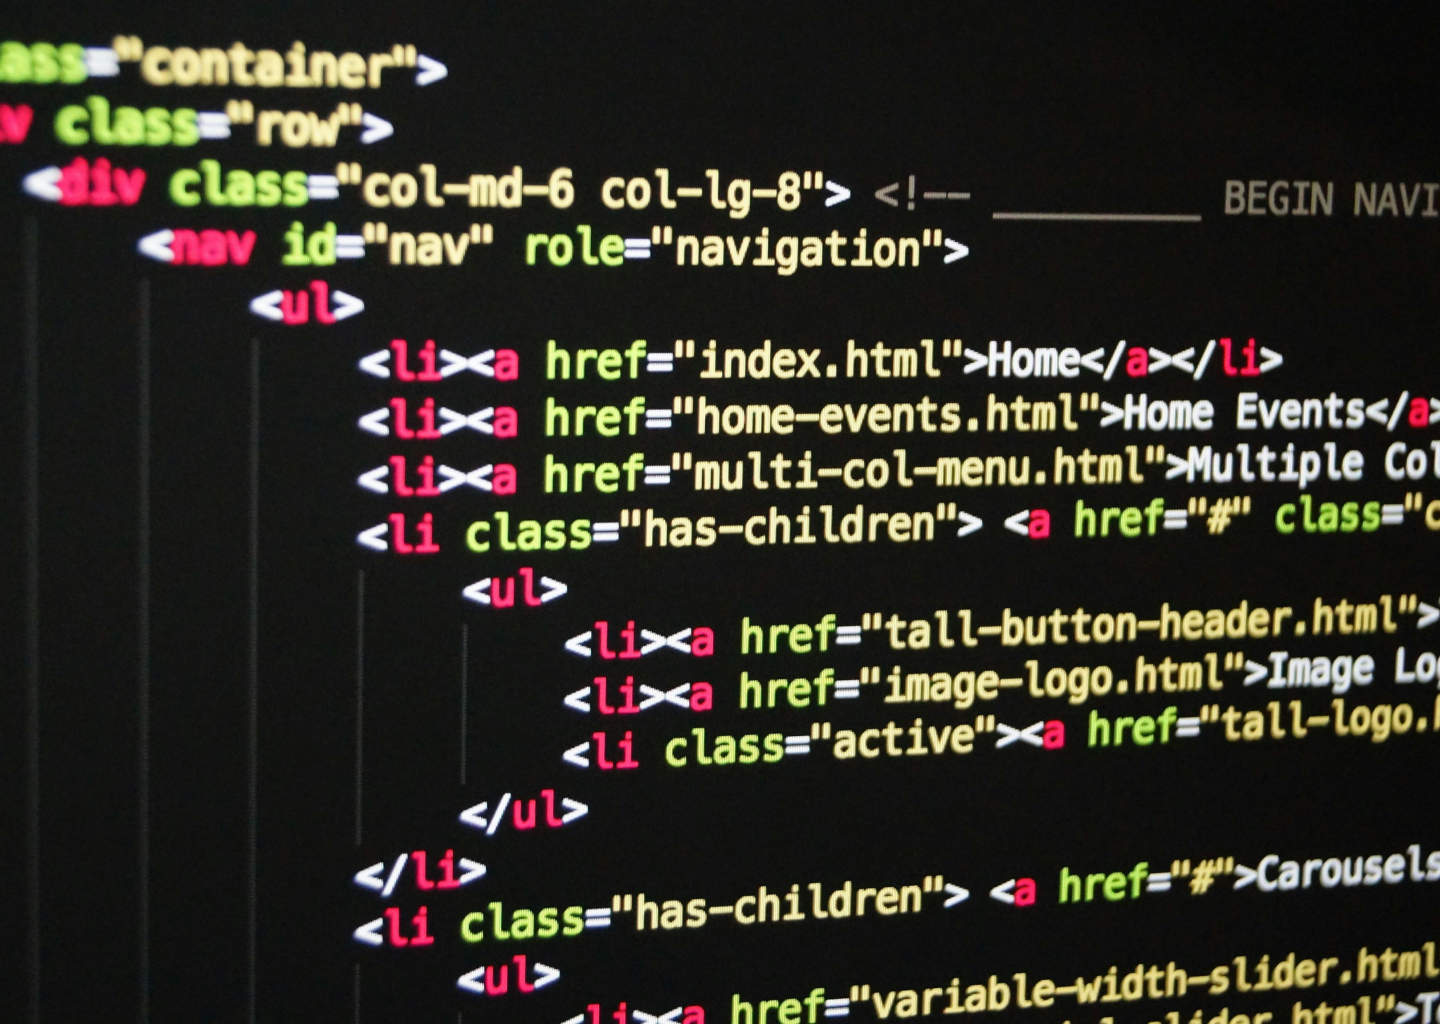 ass="container">
v class="row">
<div class="col-md-6 col-lg-8"> <!-- _________ BEGIN NAVI
<nav id="nav" role="navigation">
<ul>
<li><a href="index.html">Home</a></li>
<li><a href="home-events.html">Home Events</a>
<li><a href="multi-col-menu.html">Multiple Col
<li class="has-children"> <a href="#" class="c
<ul>
<li><a href="tall-button-header.html">
<li><a href="image-logo.html">Image Log
<li class="active"><a href="tall-logo.
</ul>
</li>
<li class="has-children"> <a href="#">Carousels
<ul>
<li><a href="variable-width-slider.html
slider.html">